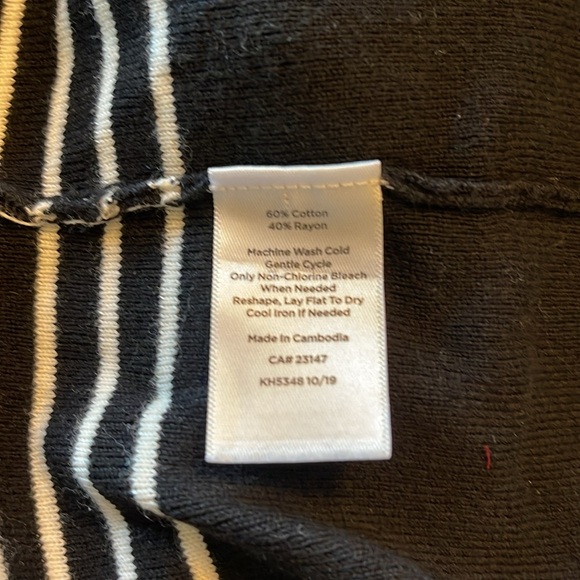 60% Cotton
40% Rayon
Machine Wash Cold
Gentle Cycle
Only Non-Chlorine Bleach
When Needed
Reshape, Lay Flat To Dry
Cool Iron If Needed
Made In Cambodia
CA# 23147
KH5348 10/19